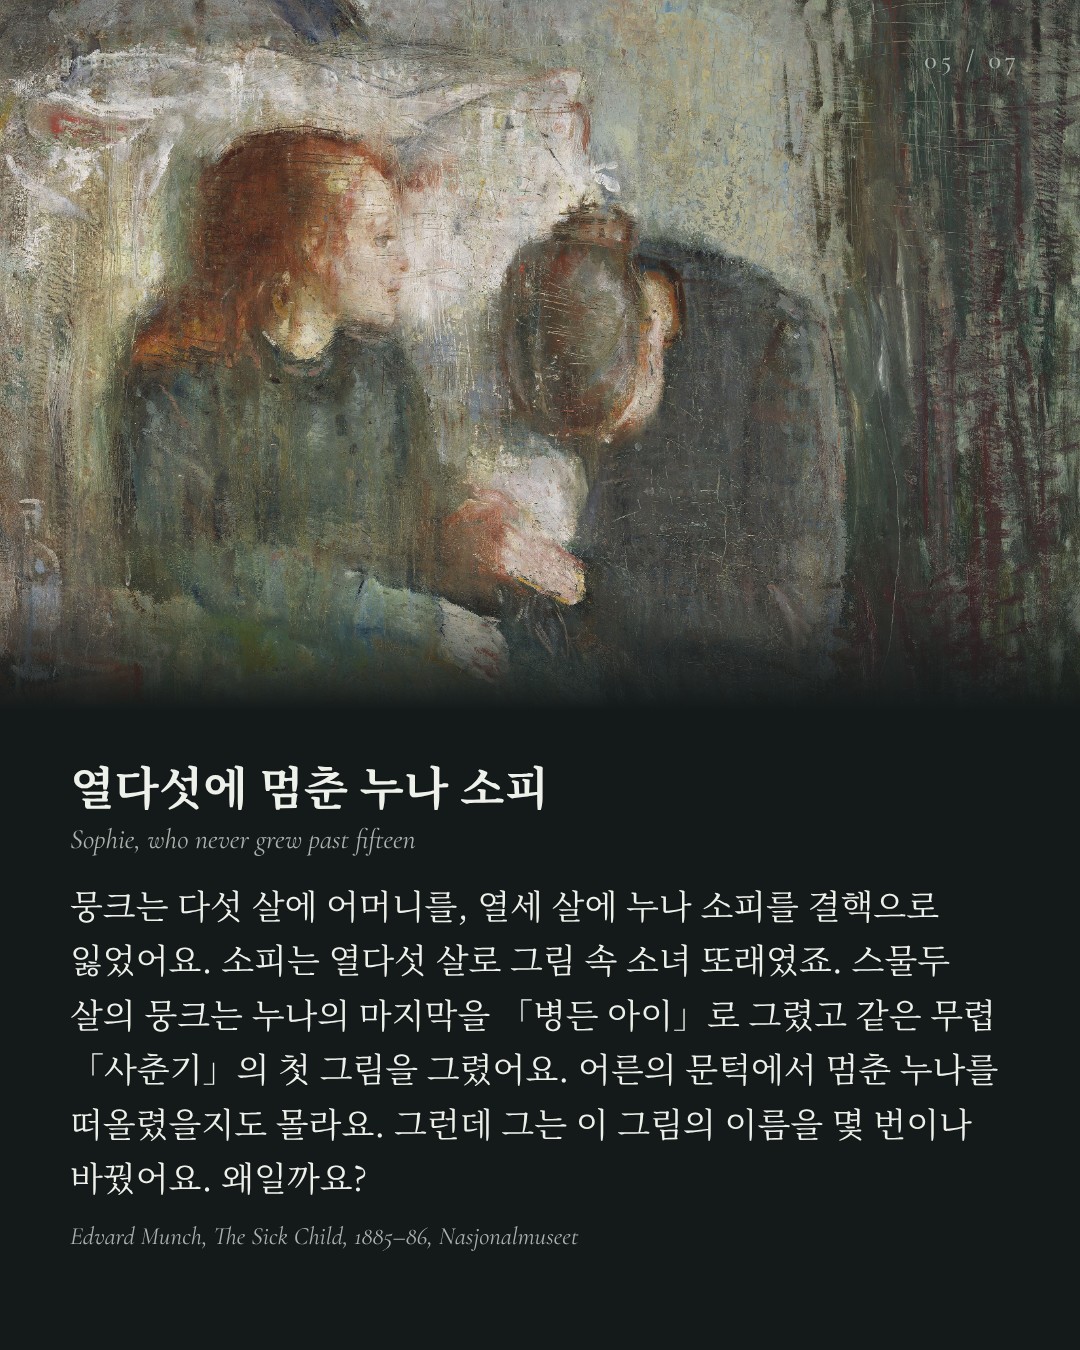 05 / 07
열다섯에 멈춘 누나 소피
Sophie, who never grew past fifteen
뭉크는 다섯 살에 어머니를, 열세 살에 누나 소피를 결핵으로
잃었어요. 소피는 열다섯 살로 그림 속 소녀 또래였죠. 스물두
살의 뭉크는 누나의 마지막을 「병든 아이」로 그렸고 같은 무렵
「사춘기」의 첫 그림을 그렸어요. 어른의 문턱에서 멈춘 누나를
떠올렸을지도 몰라요. 그런데 그는 이 그림의 이름을 몇 번이나
바꿨어요. 왜일까요?
Edvard Munch, The Sick Child, 1885–86, Nasjonalmuseet